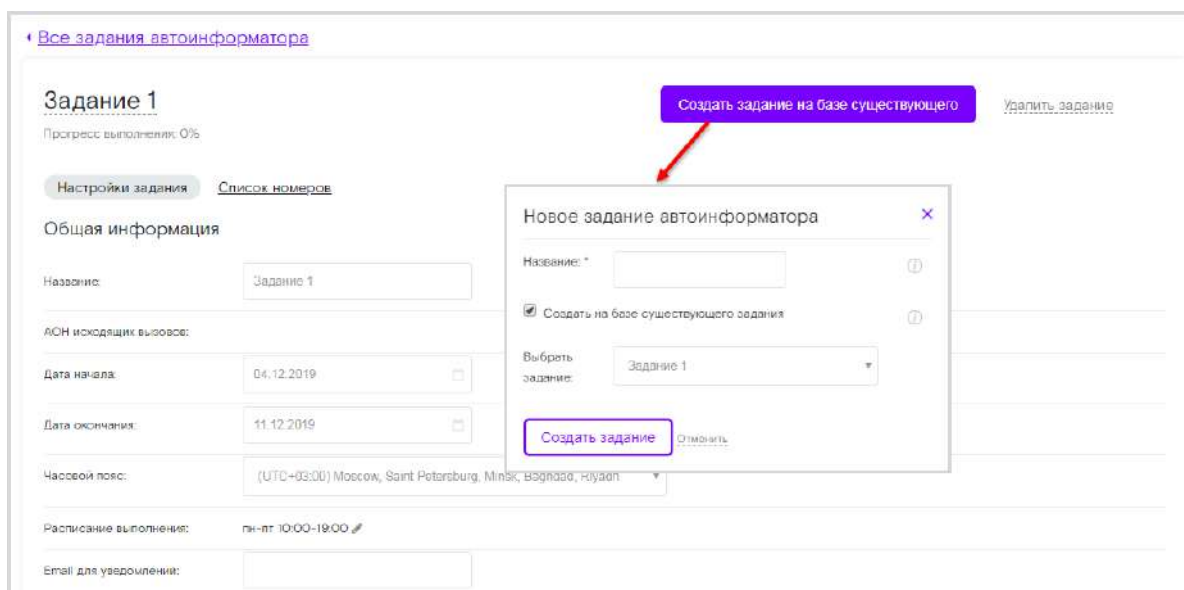 Все задания автоинформатора
Задание 1
Создать задание на базе существующего
Удалить задание
Прогресс выполнения: 0%
Настройки задания
Список номеров
Общая информация
Название:
Задание 1
АОН исходящих вызовов:
Дата начала:
04.12.2019
Дата окончания:
11.12.2019
Часовой пояс:
(UTC+03:00) Moscow, Saint Petersburg, Minsk, Baghdad, Riyadh
Расписание выполнения:
пн-пт 10:00-19:00
Email для уведомлений:
Новое задание автоинформатора
Название: *
Создать на базе существующего задания
Выбрать
задание:
Задание 1
Создать задание
Отменить